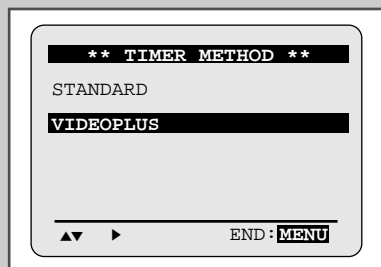 ** TIMER METHOD **
STANDARD
VIDEOPLUS
▲▼ ▶ END:MENU